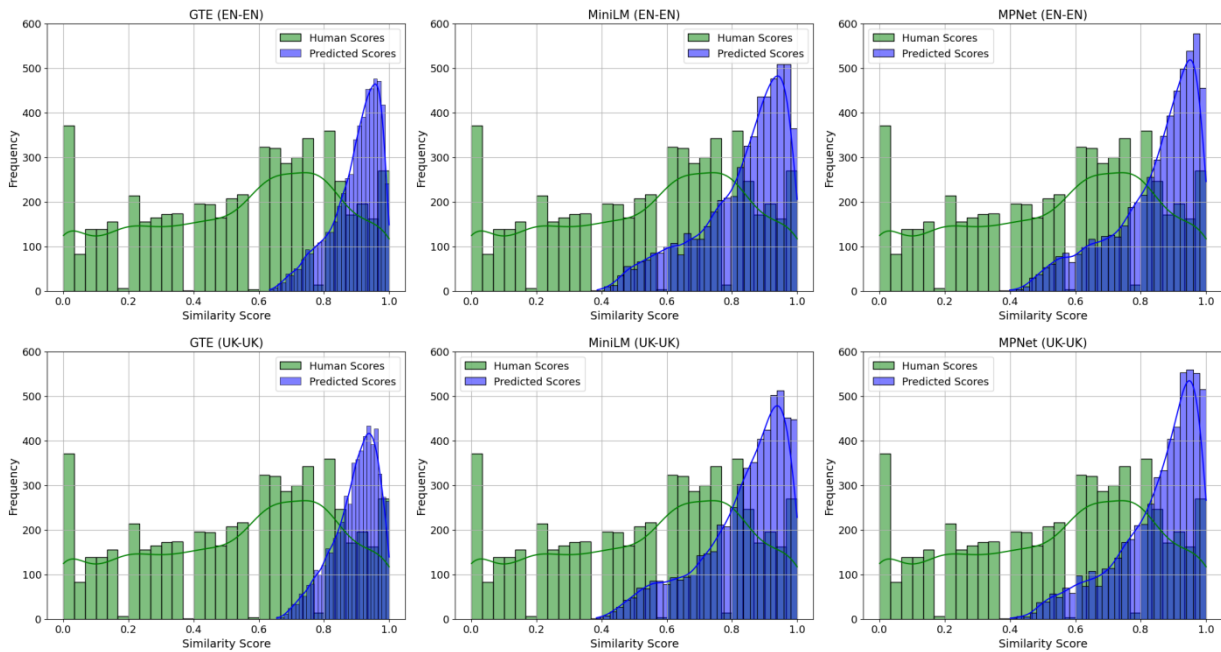 GTE (EN-EN)
Human Scores
Predicted Scores
Frequency
600
500
400
300
200
100
0
0.0 0.2 0.4 0.6 0.8 1.0
Similarity Score
MiniLM (EN-EN)
Human Scores
Predicted Scores
Frequency
600
500
400
300
200
100
0
0.0 0.2 0.4 0.6 0.8 1.0
Similarity Score
MPNet (EN-EN)
Human Scores
Predicted Scores
Frequency
600
500
400
300
200
100
0
0.0 0.2 0.4 0.6 0.8 1.0
Similarity Score
GTE (UK-UK)
Human Scores
Predicted Scores
Frequency
600
500
400
300
200
100
0
0.0 0.2 0.4 0.6 0.8 1.0
Similarity Score
MiniLM (UK-UK)
Human Scores
Predicted Scores
Frequency
600
500
400
300
200
100
0
0.0 0.2 0.4 0.6 0.8 1.0
Similarity Score
MPNet (UK-UK)
Human Scores
Predicted Scores
Frequency
600
500
400
300
200
100
0
0.0 0.2 0.4 0.6 0.8 1.0
Similarity Score